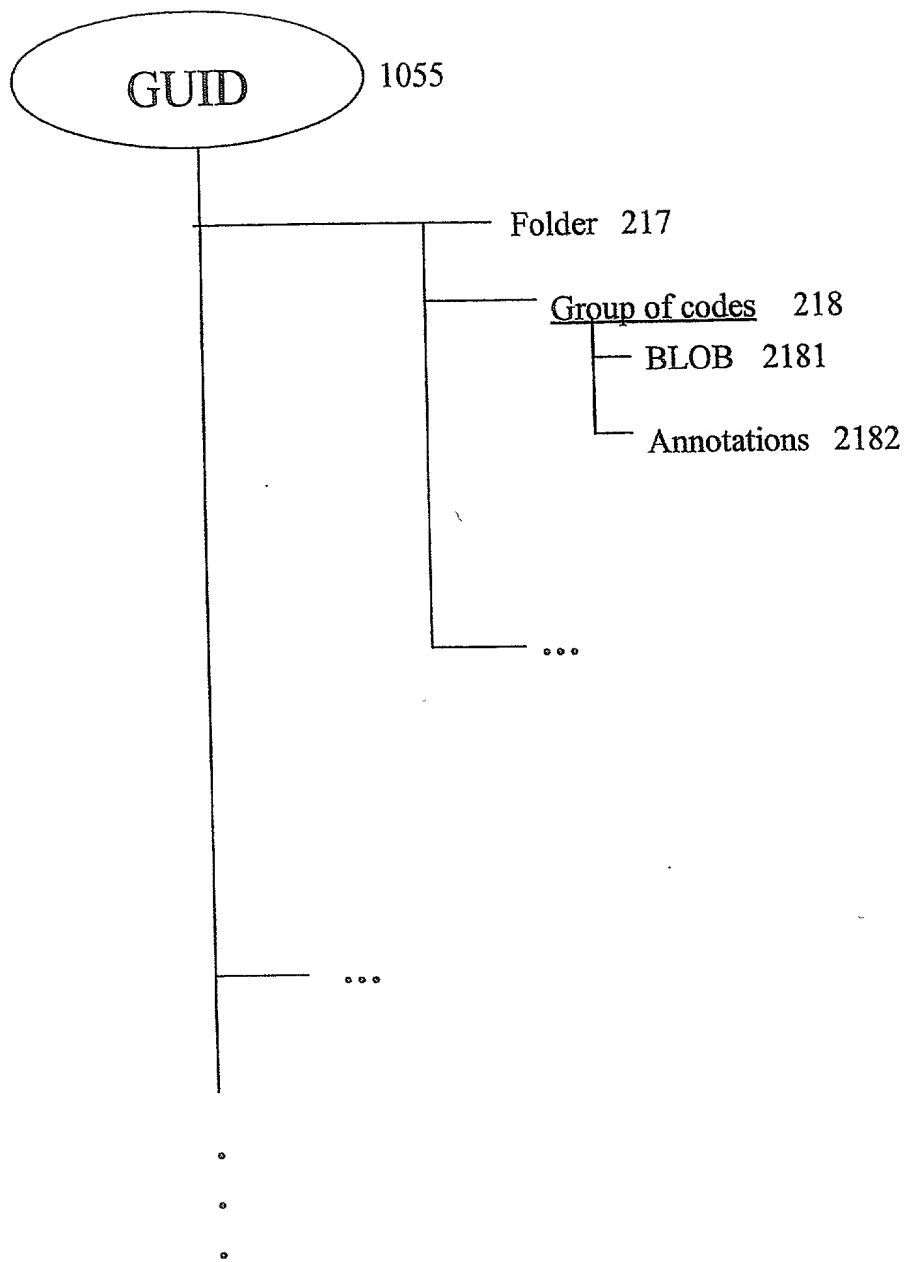 GUID 1055
Folder 217
Group of codes 218
BLOB 2181
Annotations 2182
...
...